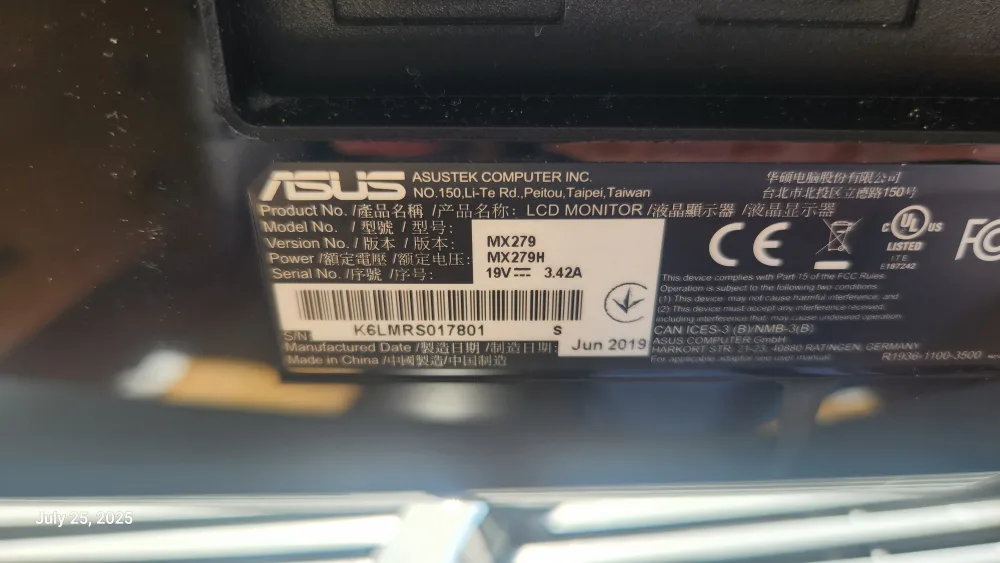 ASUS
ASUSTEK COMPUTER INC.
NO.150,Li-Te Rd.,Peitou,Taipei,Taiwan
华硕电脑股份有限公司
台北市北投区立德路150号
Product No. /產品名稱 /产品名称: LCD MONITOR /液晶顯示器 /液晶显示器
Model No. / 型號 / 型号: MX279
Version No. / 版本 / 版本: MX279H
Power /額定電壓 /额定电压: 19V 3.42A
Serial No. /序號 /序号:
K6LMRS017801 S
S/N:
Manufactured Date /製造日期 /制造日期: Jun 2019
Made in China /中國製造/中国制造
CE
C UL US
LISTED
I.T.E.
E187242
FC
This device complies with Part 15 of the FCC Rules.
Operation is subject to the following two conditions:
(1) This device may not cause harmful interference, and
(2) This device must accept any interference received,
including interference that may cause undesired operation.
CAN ICES-3 (B)/NMB-3(B)
ASUS COMPUTER GmbH
HARKORT STR. 21-23, 40880 RATINGEN, GERMANY
For applicable adaptor see user manual.
R1936-1100-3500
July 25, 2025